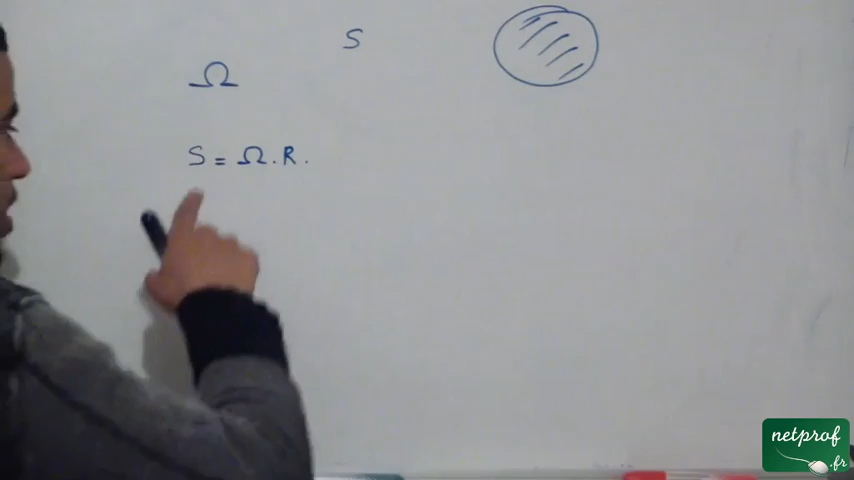 S
Ω
S = Ω . R .
netprof
.fr